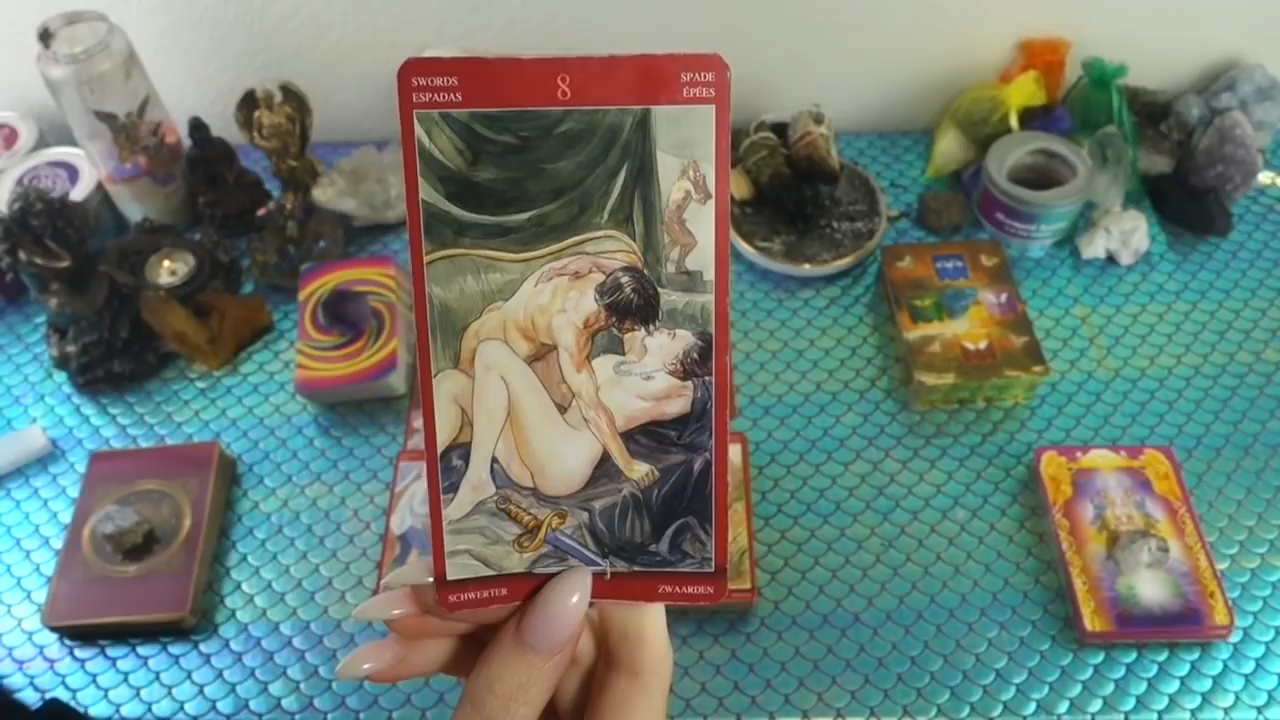 SWORDS
ESPADAS
8
SPADE
ÉPÉES
SCHWERTER
ZWAARDEN